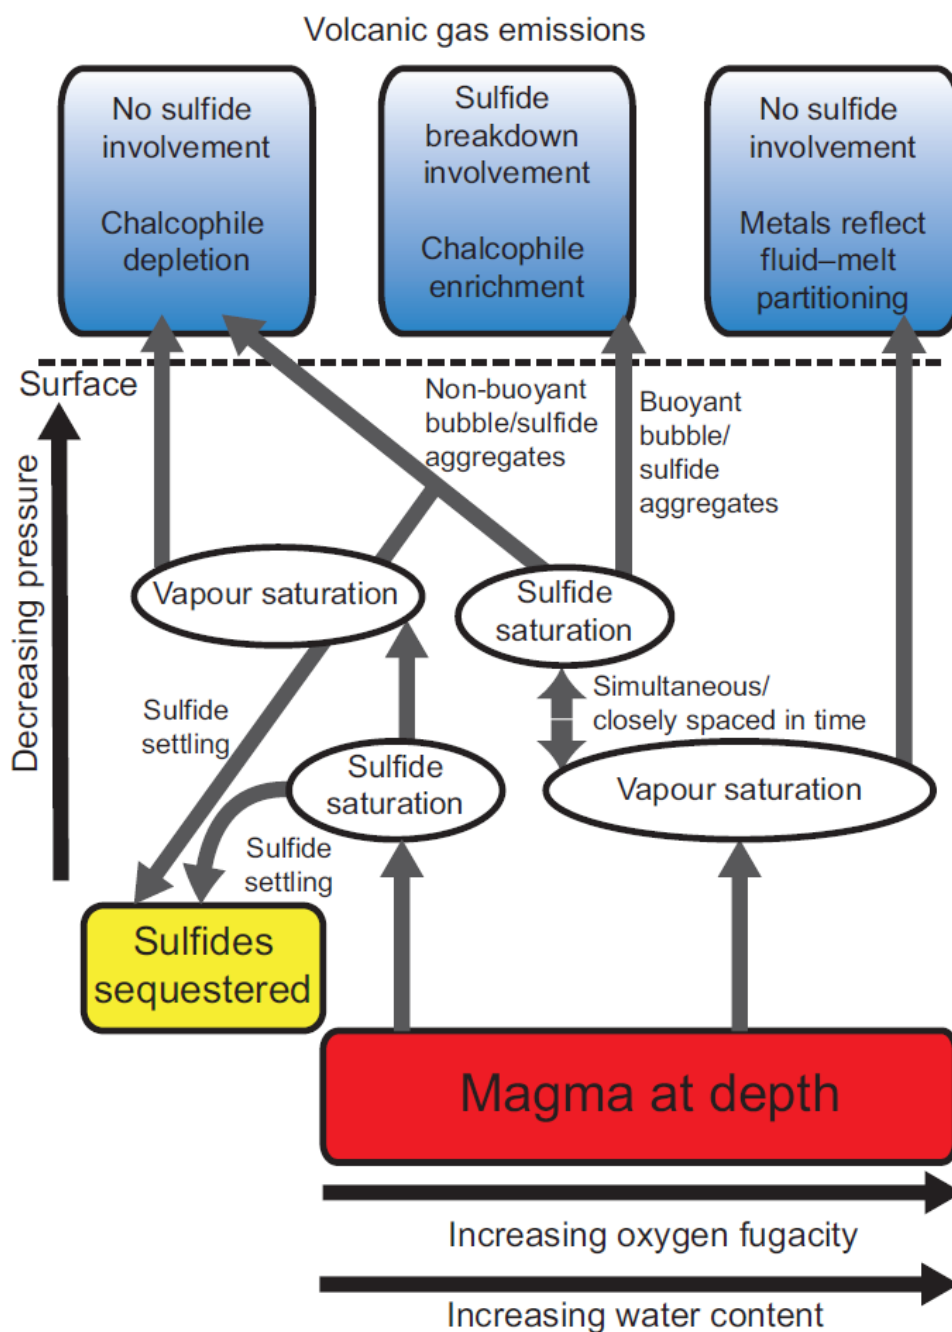 Volcanic gas emissions
No sulfide
involvement
Chalcophile
depletion
Sulfide
breakdown
involvement
Chalcophile
enrichment
No sulfide
involvement
Metals reflect
fluid–melt
partitioning
Surface
Decreasing pressure
Non-buoyant
bubble/sulfide
aggregates
Buoyant
bubble/
sulfide
aggregates
Vapour saturation
Sulfide
saturation
Sulfide
settling
Simultaneous/
closely spaced in time
Sulfide
saturation
Vapour saturation
Sulfide
settling
Sulfides
sequestered
Magma at depth
Increasing oxygen fugacity
Increasing water content